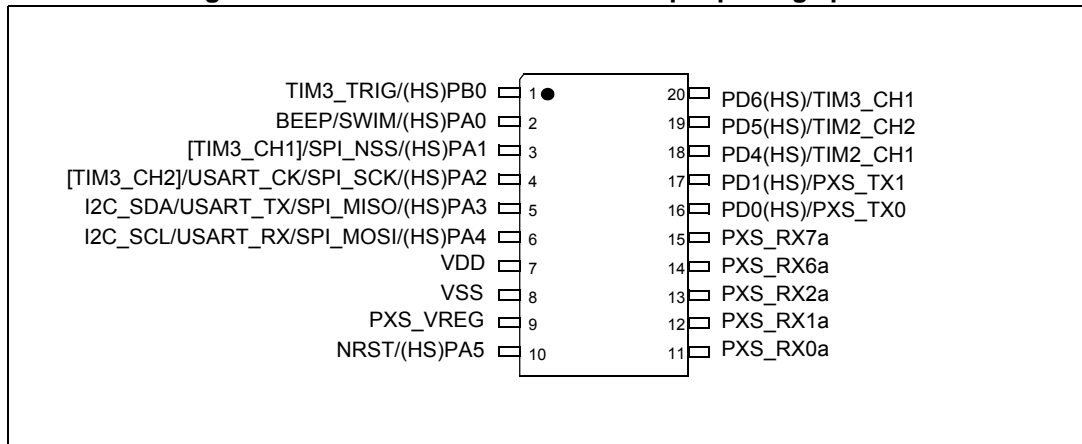 TIM3_TRIG/(HS)PB0 1 20 PD6(HS)/TIM3_CH1
BEEP/SWIM/(HS)PA0 2 19 PD5(HS)/TIM2_CH2
[TIM3_CH1]/SPI_NSS/(HS)PA1 3 18 PD4(HS)/TIM2_CH1
[TIM3_CH2]/USART_CK/SPI_SCK/(HS)PA2 4 17 PD1(HS)/PXS_TX1
I2C_SDA/USART_TX/SPI_MISO/(HS)PA3 5 16 PD0(HS)/PXS_TX0
I2C_SCL/USART_RX/SPI_MOSI/(HS)PA4 6 15 PXS_RX7a
VDD 7 14 PXS_RX6a
VSS 8 13 PXS_RX2a
PXS_VREG 9 12 PXS_RX1a
NRST/(HS)PA5 10 11 PXS_RX0a